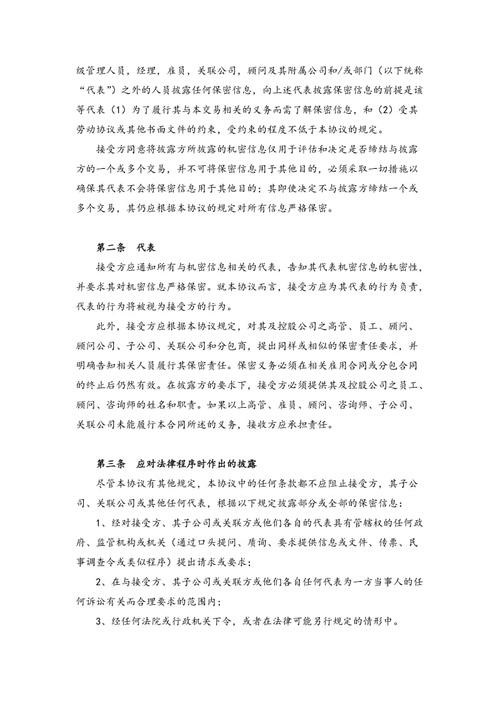 级管理人员，经理，雇员，关联公司，顾问及其附属公司和/或部门（以下统称
“代表”）之外的人员披露任何保密信息，向上述代表披露保密信息的前提是该
等代表（1）为了履行其与本交易相关的义务而需了解保密信息，和（2）受其
劳动协议或其他书面文件的约束，受约束的程度不低于本协议的规定。
接受方同意将披露方所披露的机密信息仅用于评估和决定是否缔结与披露
方的一个或多个交易，并不可将保密信息用于其他目的，必须采取一切措施以
确保其代表不会将保密信息用于其他目的；其即使决定不与披露方缔结一个或
多个交易，其仍应根据本协议的规定对所有信息严格保密。
第二条 代表
接受方应通知所有与机密信息相关的代表，告知其代表机密信息的机密性，
并要求其对机密信息严格保密。就本协议而言，接受方应为其代表的行为负责，
代表的行为将被视为接受方的行为。
此外，接受方应根据本协议规定，对其及控股公司之高管、员工、顾问、
顾问公司、子公司、关联公司和分包商，提出同样或相似的保密责任要求，并
明确告知相关人员履行其保密责任。保密义务必须在相关雇用合同或分包合同
的终止后仍然有效。在披露方的要求下，接受方必须提供其及控股公司之员工、
顾问、咨询师的姓名和职责。如果以上高管、雇员、顾问、咨询师、子公司、
关联公司未能履行本合同所述的义务，接收方应承担责任。
第三条 应对法律程序时作出的披露
尽管本协议有其他规定，本协议中的任何条款都不应阻止接受方，其子公
司、关联公司或其他任何代表，根据以下规定披露部分或全部的保密信息：
1、经对接受方、其子公司或关联方或他们各自的代表具有管辖权的任何政
府、监管机构或机关（通过口头提问、质询、要求提供信息或文件、传票、民
事调查令或类似程序）提出请求或要求；
2、在与接受方、其子公司或关联方或他们各自任何代表为一方当事人的任
何诉讼有关而合理要求的范围内；
3、经任何法院或行政机关下令，或者在法律可能另行规定的情形中。